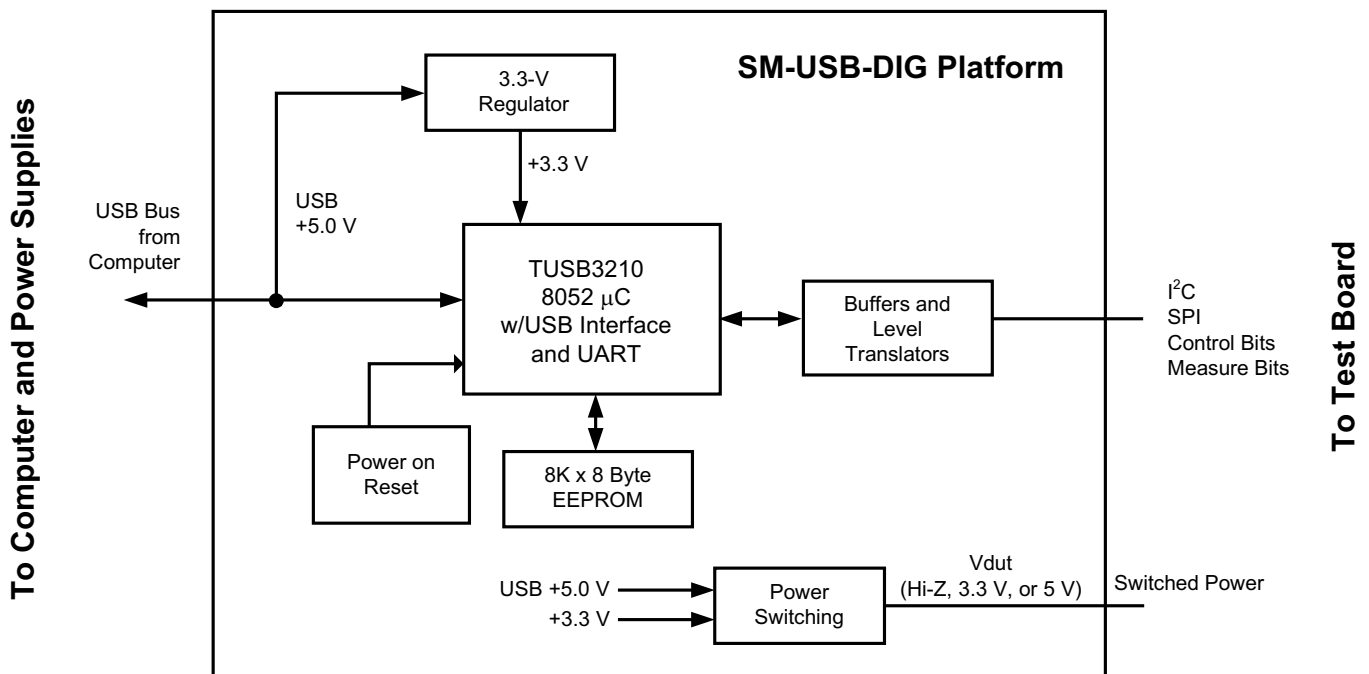 SM-USB-DIG Platform
3.3-V
Regulator
+3.3 V
To Computer and Power Supplies
USB
+5.0 V
USB Bus
from
Computer
TUSB3210
8052 μC
w/USB Interface
and UART
Buffers and
Level
Translators
I²C
SPI
Control Bits
Measure Bits
To Test Board
Power on
Reset
8K x 8 Byte
EEPROM
USB +5.0 V
+3.3 V
Power
Switching
Vdut
(Hi-Z, 3.3 V, or 5 V)
Switched Power